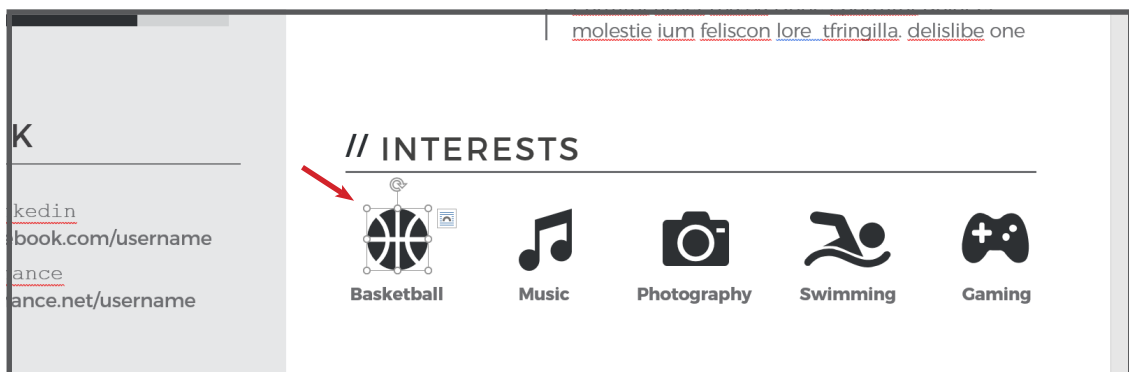 molestie ium feliscon lore tfringilla. delislibe one
K
// INTERESTS
kedin
ebook.com/username
ance
ance.net/username
Basketball
Music
Photography
Swimming
Gaming